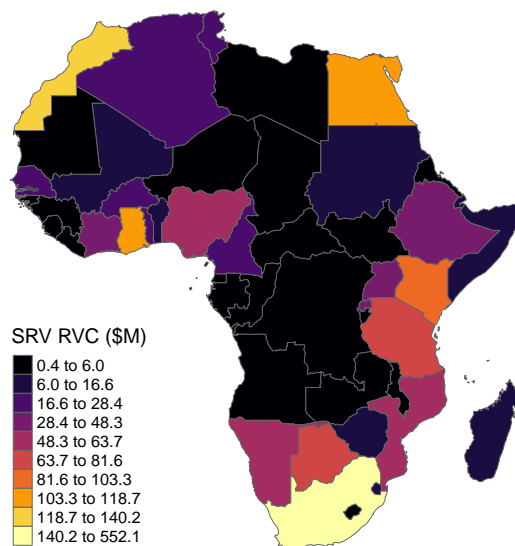 SRV RVC ($M)
0.4 to 6.0
6.0 to 16.6
16.6 to 28.4
28.4 to 48.3
48.3 to 63.7
63.7 to 81.6
81.6 to 103.3
103.3 to 118.7
118.7 to 140.2
140.2 to 552.1